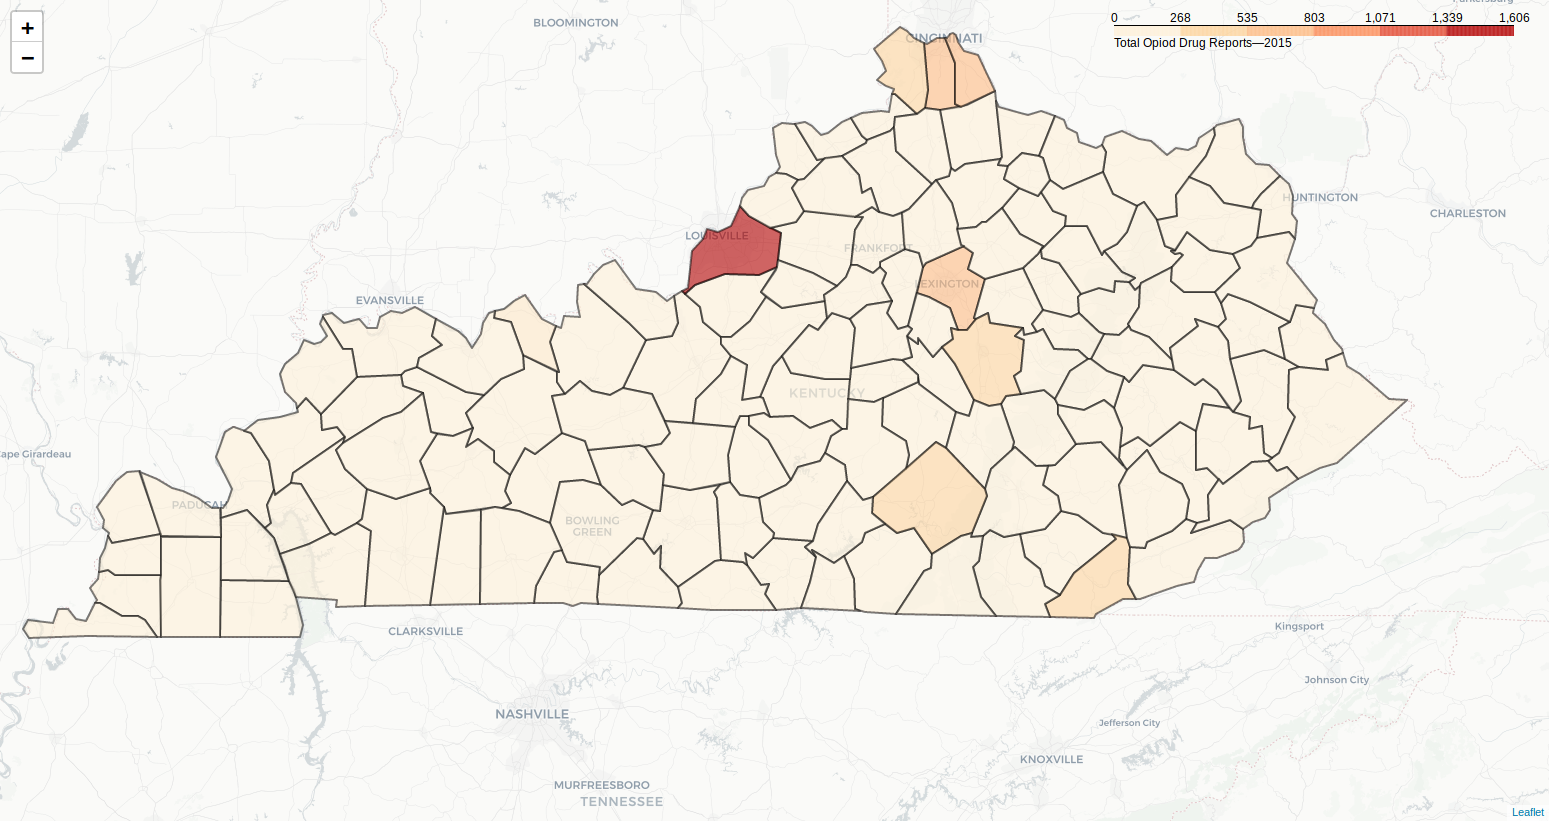 +
−
BLOOMINGTON
Parkersburg
CINCINNATI
0 268 535 803 1,071 1,339 1,606
Total Opiod Drug Reports—2015
HUNTINGTON
CHARLESTON
LOUISVILLE
FRANKFORT
LEXINGTON
EVANSVILLE
KENTUCKY
Cape Girardeau
PADUCAH
BOWLING
GREEN
CLARKSVILLE
Kingsport
Johnson City
NASHVILLE
Jefferson City
KNOXVILLE
MURFREESBORO
TENNESSEE
Leaflet